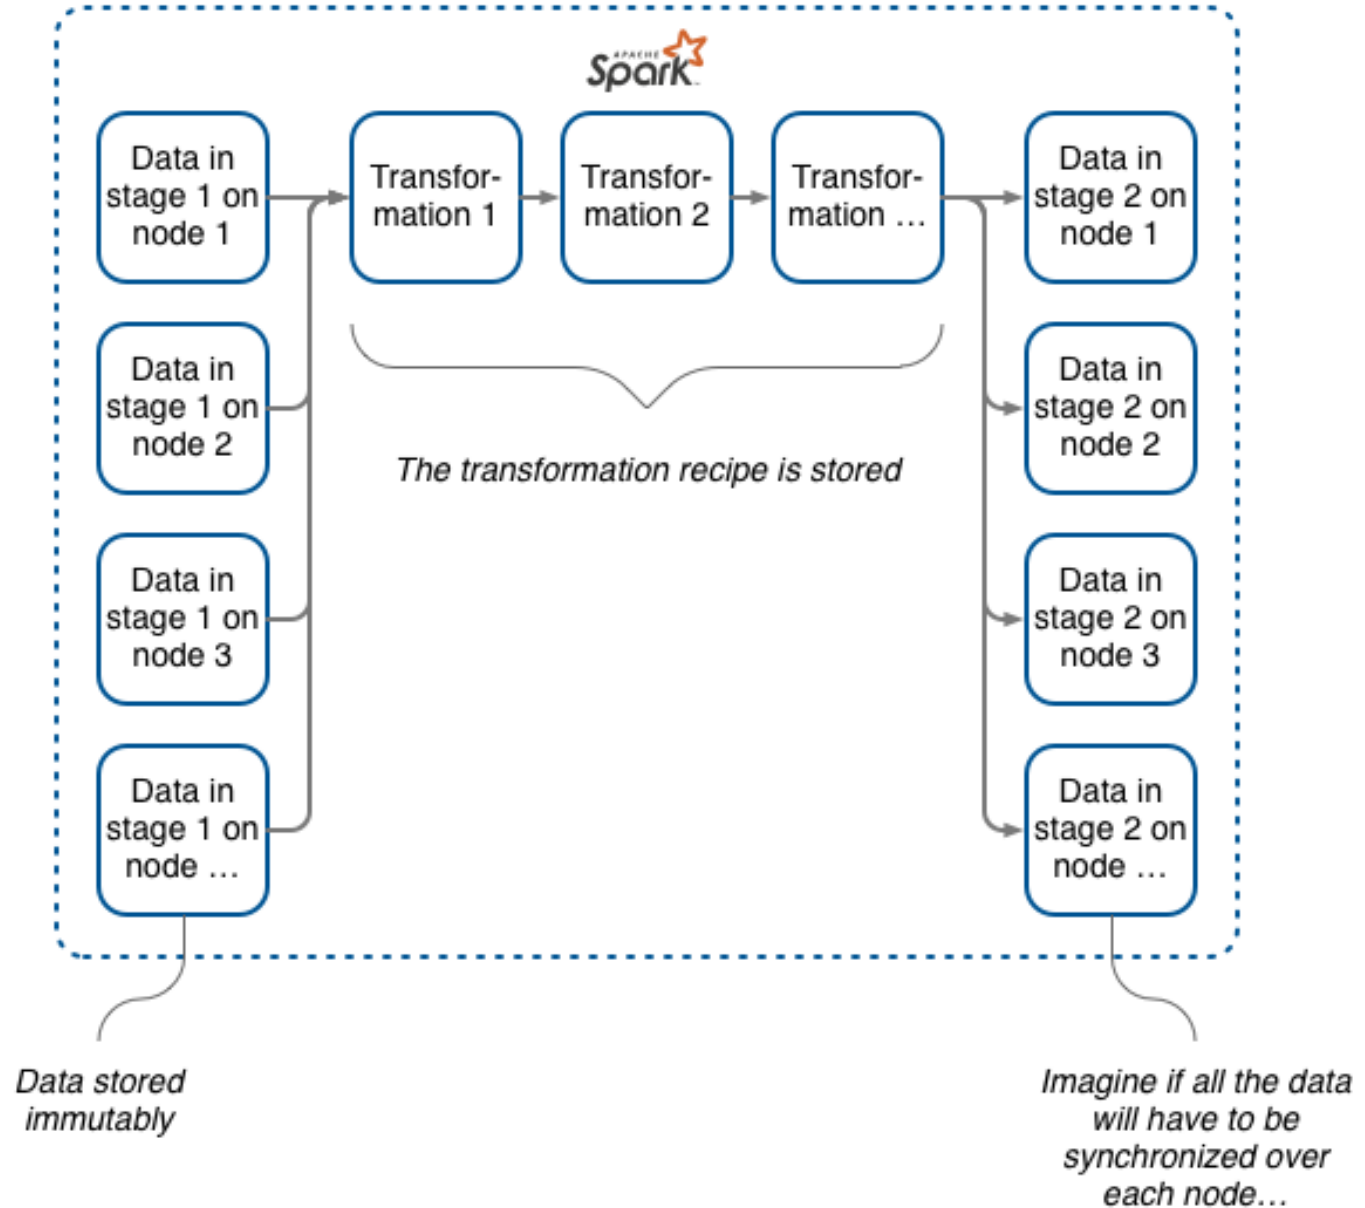 APACHE
Spark
Data in
stage 1 on
node 1
Transfor-
mation 1
Transfor-
mation 2
Transfor-
mation …
Data in
stage 2 on
node 1
Data in
stage 1 on
node 2
Data in
stage 2 on
node 2
The transformation recipe is stored
Data in
stage 1 on
node 3
Data in
stage 2 on
node 3
Data in
stage 1 on
node …
Data in
stage 2 on
node …
Data stored
immutably
Imagine if all the data
will have to be
synchronized over
each node…